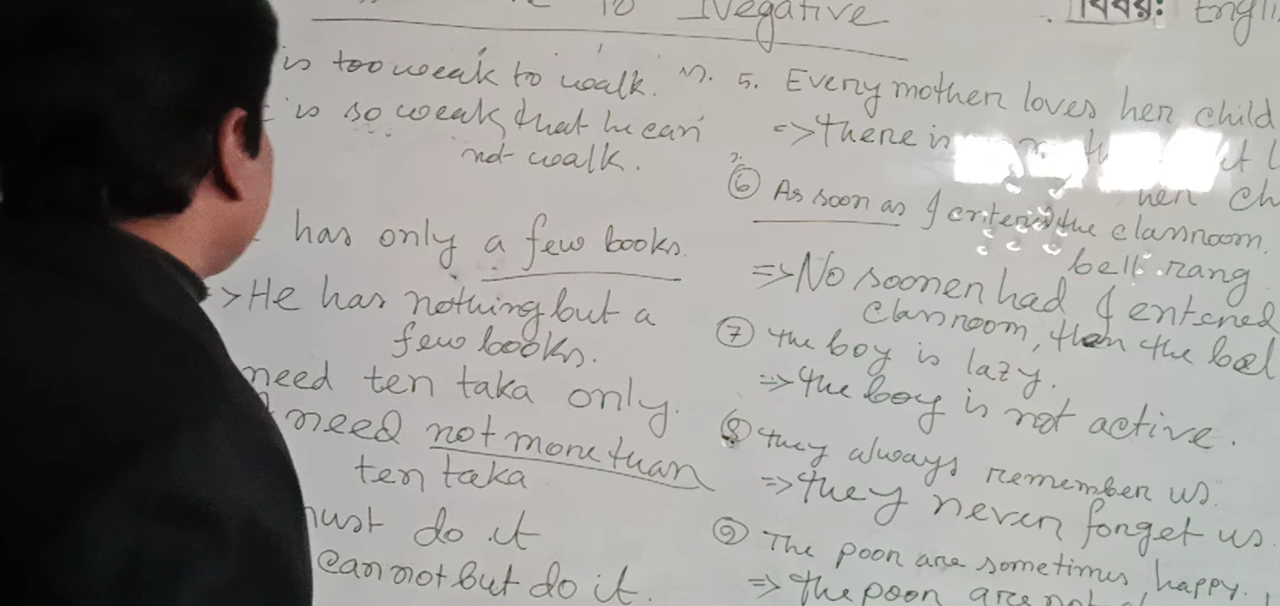 to Negative
বিষয়: Engli
is too weak to walk.
is so weak, that he can
not walk.
has only a few books.
He has nothing but a
few books.
need ten taka only.
need not more than
ten taka
must do it
cannot but do it.
5. Every mother loves her child
=> There is
her ch
6 As soon as I entered the classroom.
bell rang
=> No sooner had I entered
classroom, than the bel
7 The boy is lazy.
=> The boy is not active.
8 They always remember us.
=> They never forget us.
9 The poor are sometimes happy.
=> The poor are not